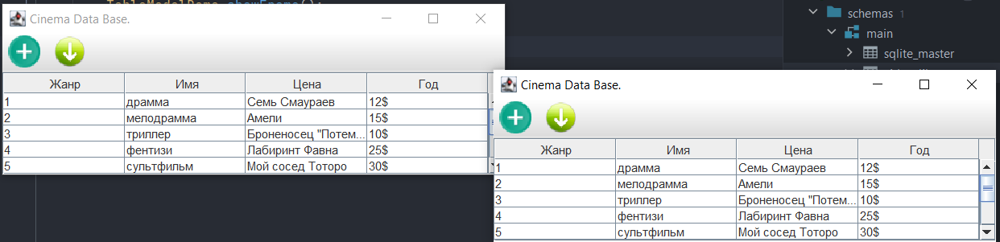 TableModelDemo.showFrame();
Cinema Data Base.
Жанр Имя Цена Год
1 драмма Семь Смаураев 12$
2 мелодрамма Амели 15$
3 триллер Броненосец "Потем... 10$
4 фентизи Лабиринт Фавна 25$
5 сультфильм Мой сосед Тоторо 30$
schemas 1
main
sqlite_master
Cinema Data Base.
Жанр Имя Цена Год
1 драмма Семь Смаураев 12$
2 мелодрамма Амели 15$
3 триллер Броненосец "Потем... 10$
4 фентизи Лабиринт Фавна 25$
5 сультфильм Мой сосед Тоторо 30$